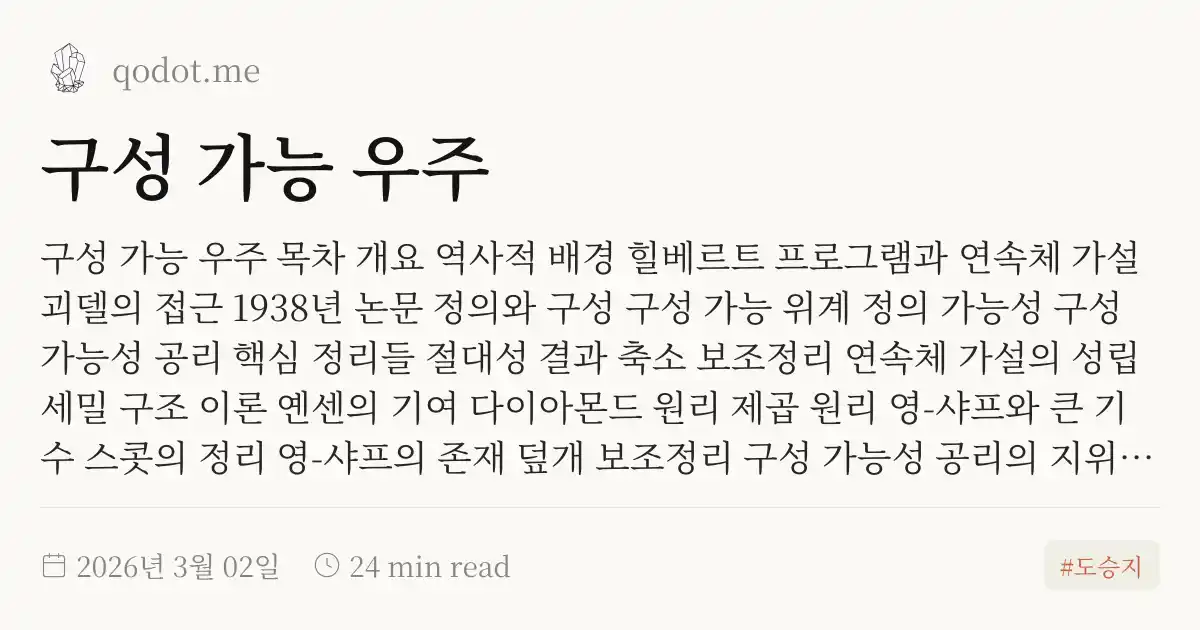 qodot.me
구성 가능 우주
구성 가능 우주 목차 개요 역사적 배경 힐베르트 프로그램과 연속체 가설
괴델의 접근 1938년 논문 정의와 구성 구성 가능 위계 정의 가능성 구성
가능성 공리 핵심 정리들 절대성 결과 축소 보조정리 연속체 가설의 성립
세밀 구조 이론 옌센의 기여 다이아몬드 원리 제곱 원리 영-샤프와 큰 기
수 스콧의 정리 영-샤프의 존재 덮개 보조정리 구성 가능성 공리의 지위…
2026년 3월 02일 24 min read
#도승지